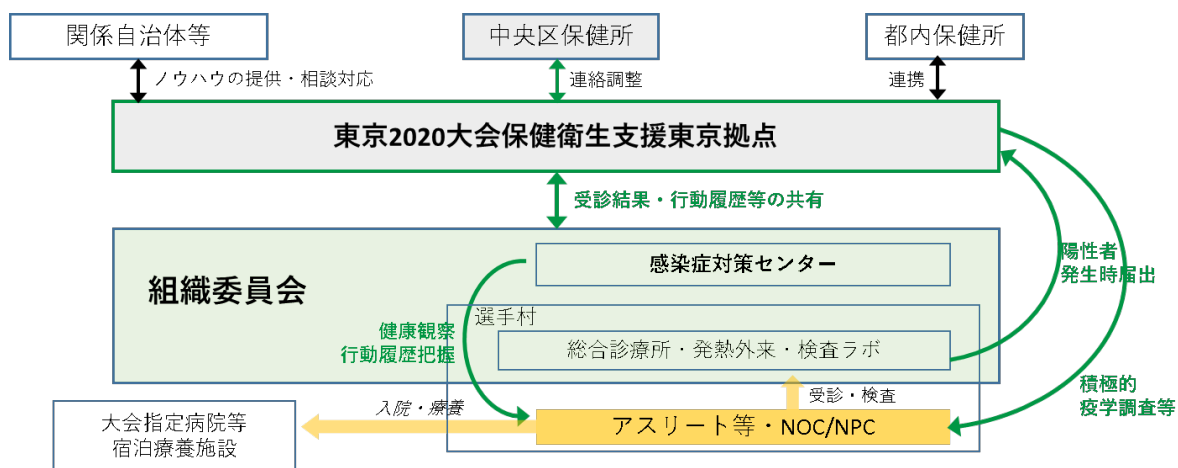 関係自治体等
中央区保健所
都内保健所
ノウハウの提供・相談対応
連絡調整
連携
東京2020大会保健衛生支援東京拠点
受診結果・行動履歴等の共有
陽性者
発生時届出
感染症対策センター
組織委員会
選手村
健康観察
行動履歴把握
総合診療所・発熱外来・検査ラボ
積極的
疫学調査等
受診・検査
入院・療養
アスリート等・NOC/NPC
大会指定病院等
宿泊療養施設